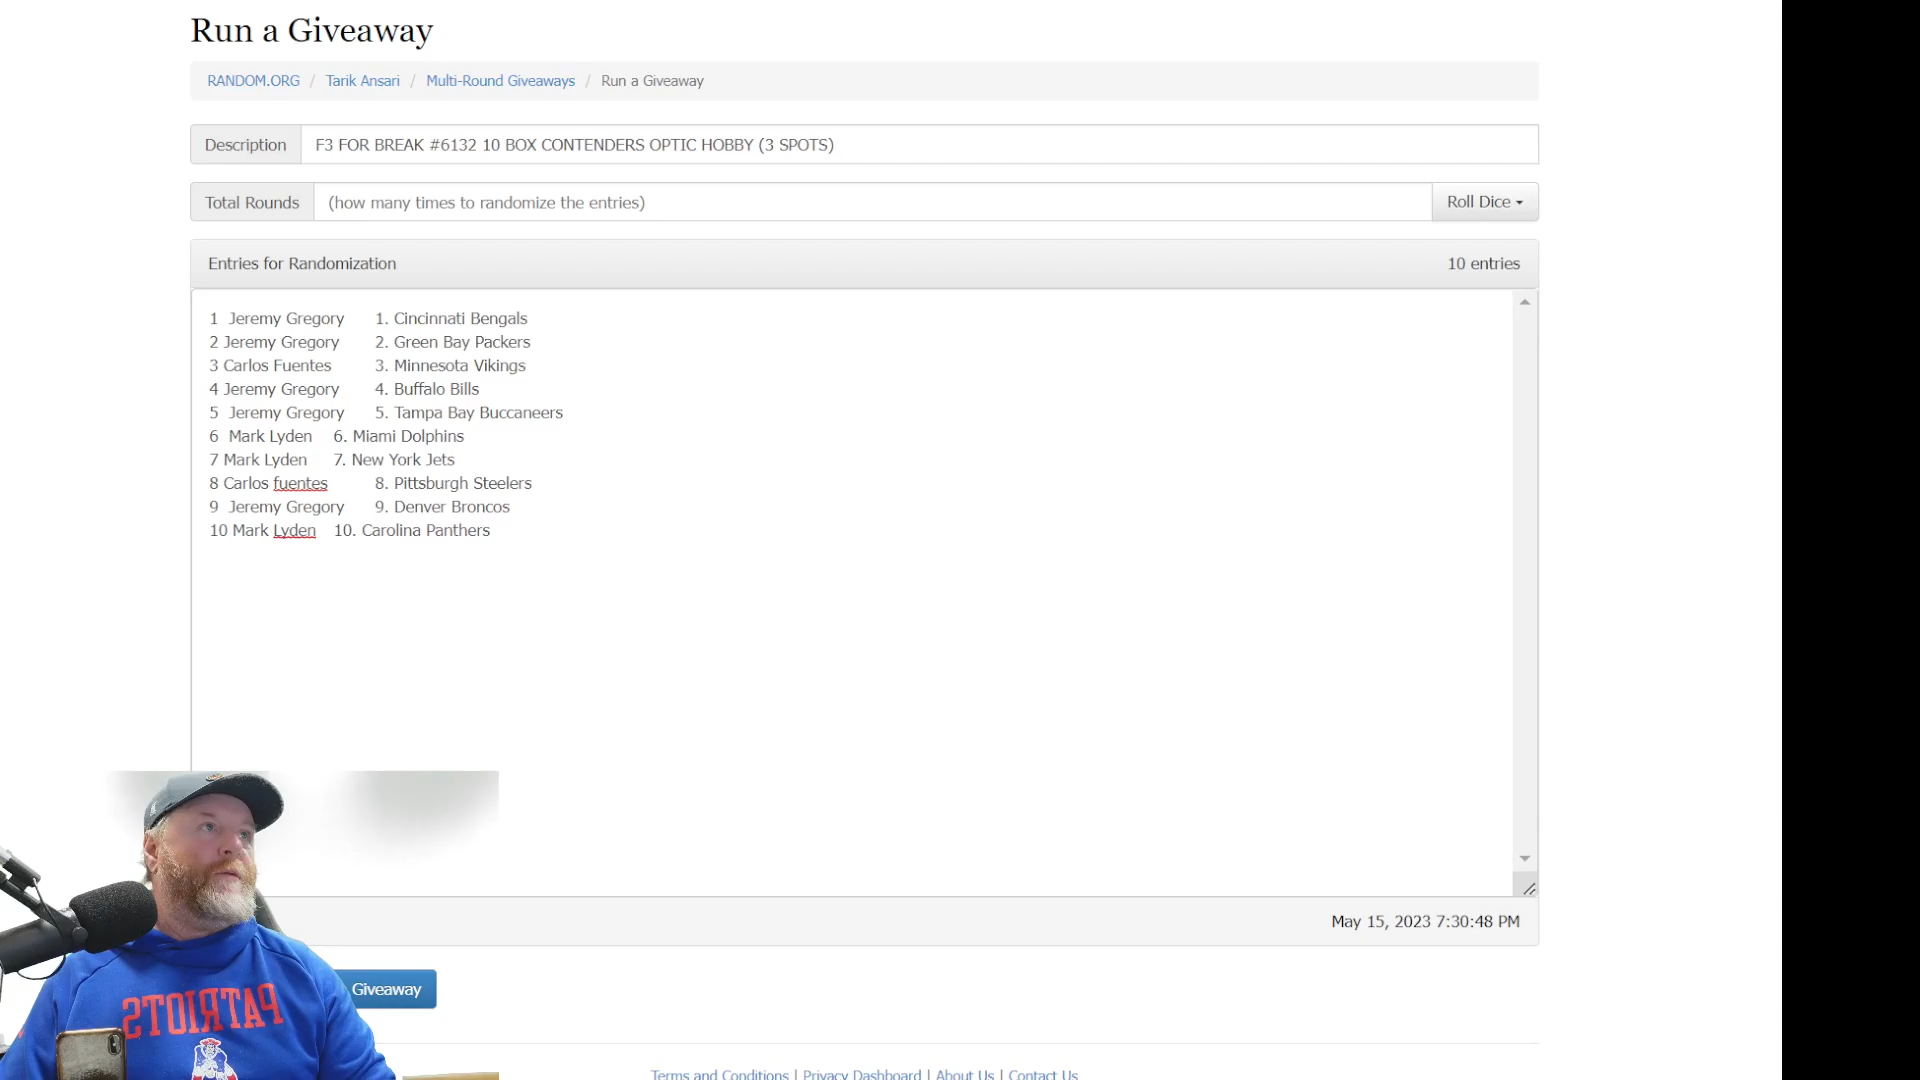 Run a Giveaway
RANDOM.ORG / Tarik Ansari / Multi-Round Giveaways / Run a Giveaway
Description F3 FOR BREAK #6132 10 BOX CONTENDERS OPTIC HOBBY (3 SPOTS)
Total Rounds (how many times to randomize the entries) Roll Dice
Entries for Randomization 10 entries
1 Jeremy Gregory 1. Cincinnati Bengals
2 Jeremy Gregory 2. Green Bay Packers
3 Carlos Fuentes 3. Minnesota Vikings
4 Jeremy Gregory 4. Buffalo Bills
5 Jeremy Gregory 5. Tampa Bay Buccaneers
6 Mark Lyden 6. Miami Dolphins
7 Mark Lyden 7. New York Jets
8 Carlos fuentes 8. Pittsburgh Steelers
9 Jeremy Gregory 9. Denver Broncos
10 Mark Lyden 10. Carolina Panthers
May 15, 2023 7:30:48 PM
Giveaway
PATRIOTS
Terms and Conditions | Privacy Dashboard | About Us | Contact Us